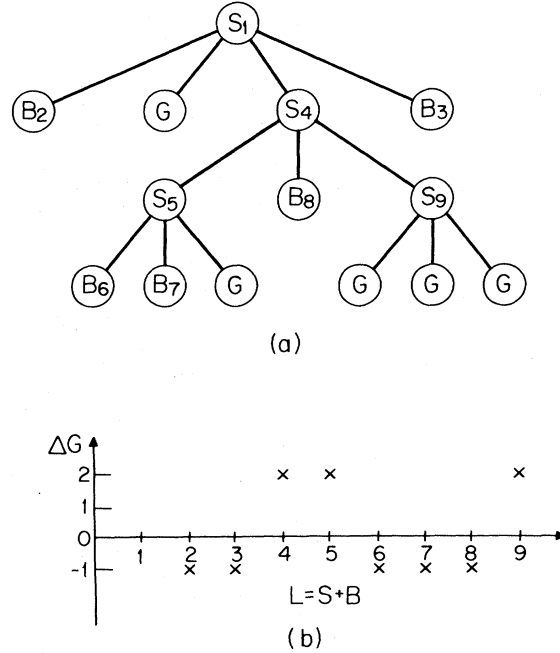 S1
B2 G S4 B3
S5 B8 S9
B6 B7 G G G G
(a)
ΔG
2
1
0
-1
1 2 3 4 5 6 7 8 9
L=S+B
(b)